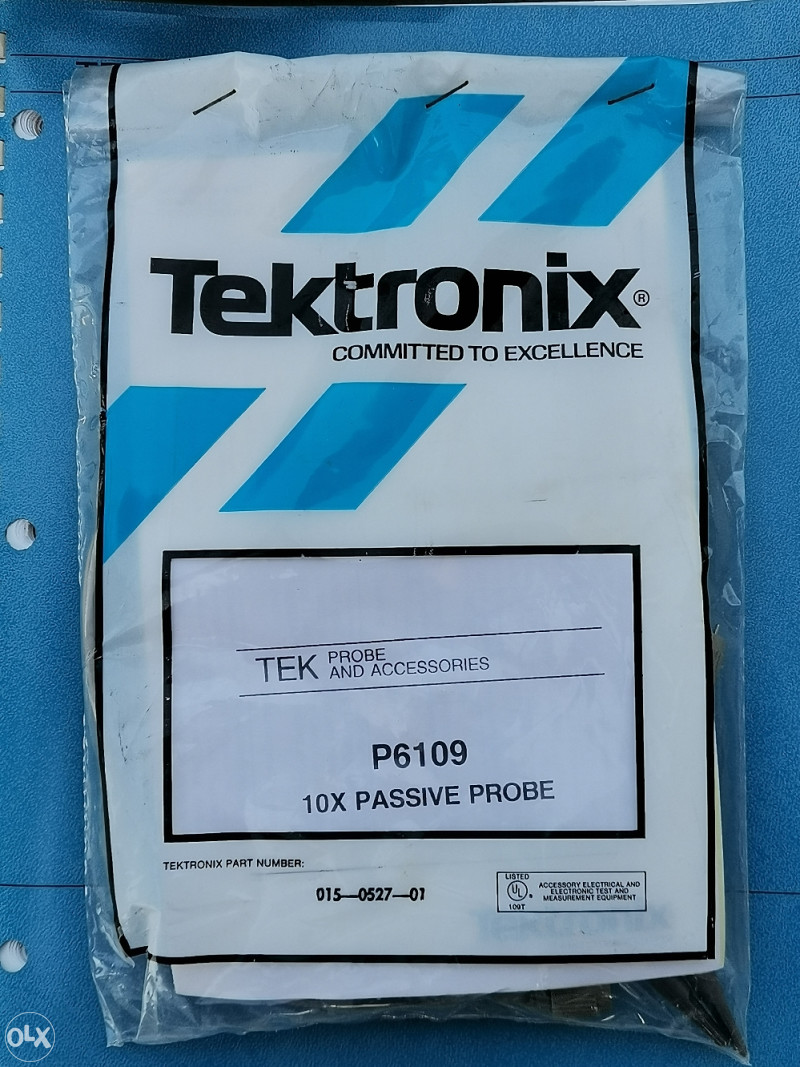 Tektronix®
COMMITTED TO EXCELLENCE
TEK PROBE
AND ACCESSORIES
P6109
10X PASSIVE PROBE
TEKTRONIX PART NUMBER:
015—0527—01
LISTED
UL®
109T
ACCESSORY ELECTRICAL AND
ELECTRONIC TEST AND
MEASUREMENT EQUIPMENT
OLX